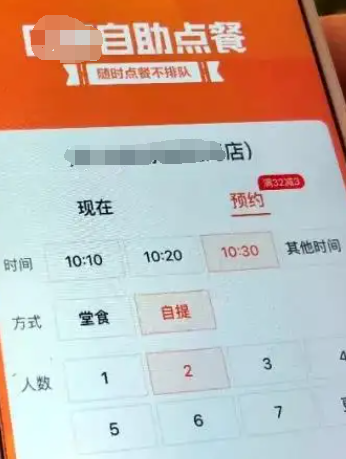 自助点餐
随时点餐不排队
店)
满32减3
现在 预约
时间 10:10 10:20 10:30 其他时间
方式 堂食 自提
人数 1 2 3 4
5 6 7